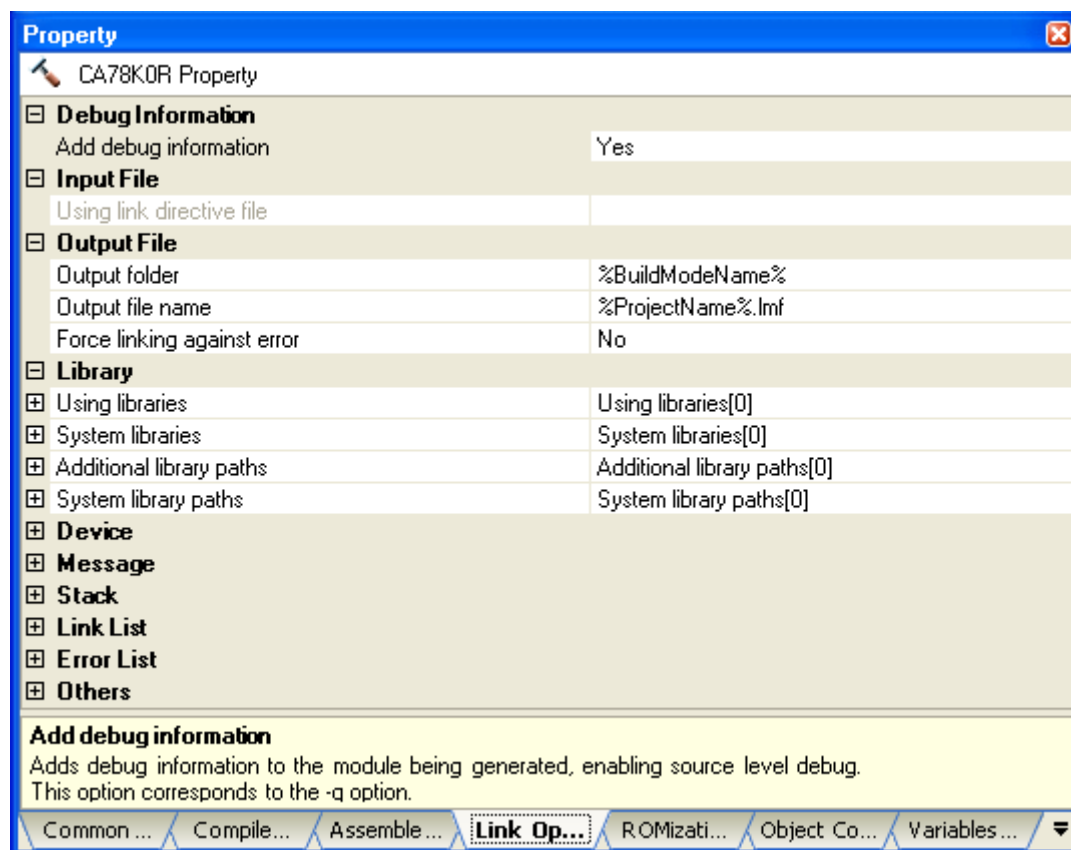 Property
CA78K0R Property
Debug Information
Add debug information Yes
Input File
Using link directive file
Output File
Output folder %BuildModeName%
Output file name %ProjectName%.lmf
Force linking against error No
Library
Using libraries Using libraries[0]
System libraries System libraries[0]
Additional library paths Additional library paths[0]
System library paths System library paths[0]
Device
Message
Stack
Link List
Error List
Others
Add debug information
Adds debug information to the module being generated, enabling source level debug.
This option corresponds to the -g option.
Common ... Compile... Assemble ... Link Op... ROMizati... Object Co... Variables ...